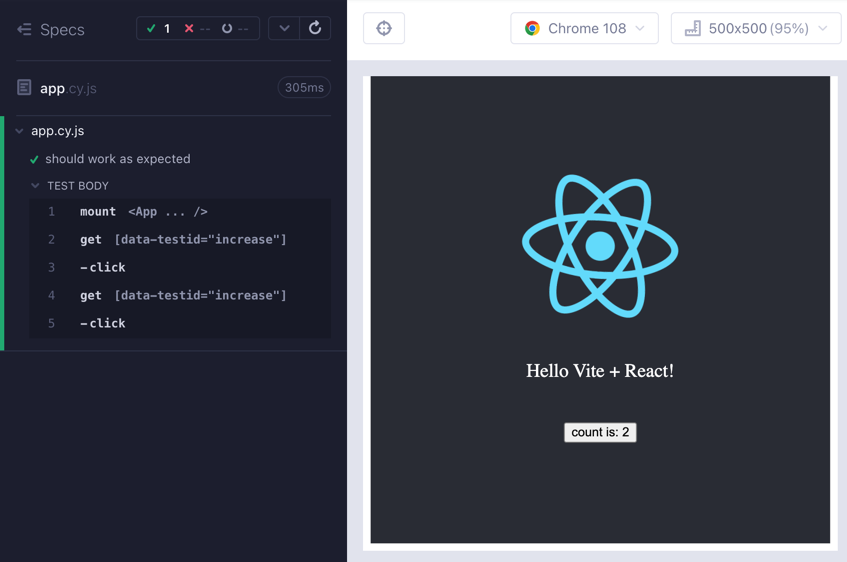 Specs
1
--
--
Chrome 108
500x500 (95%)
app.cy.js
305ms
app.cy.js
should work as expected
TEST BODY
1 mount <App ... />
2 get [data-testid="increase"]
3 -click
4 get [data-testid="increase"]
5 -click
Hello Vite + React!
count is: 2